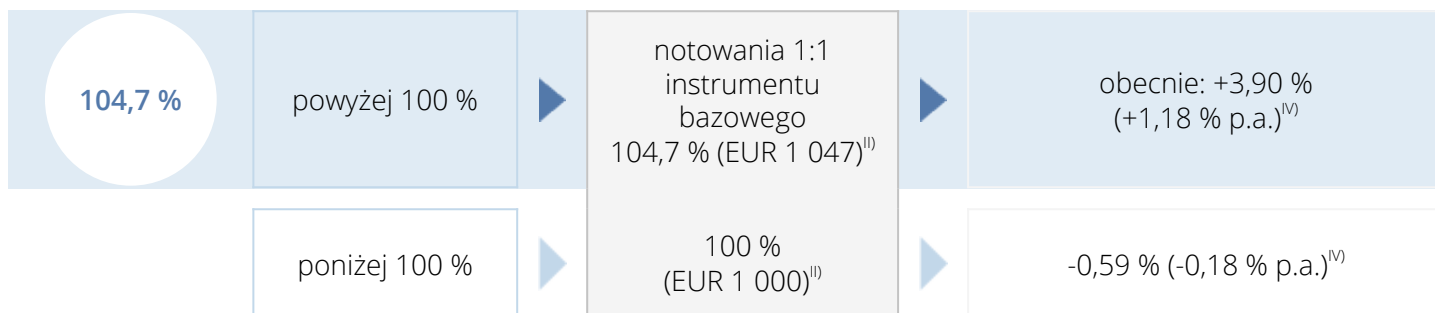 104,7 %
powyżej 100 %
notowania 1:1
instrumentu
bazowego
104,7 % (EUR 1 047)II)
obecnie: +3,90 %
(+1,18 % p.a.)IV)
poniżej 100 %
100 %
(EUR 1 000)II)
-0,59 % (-0,18 % p.a.)IV)